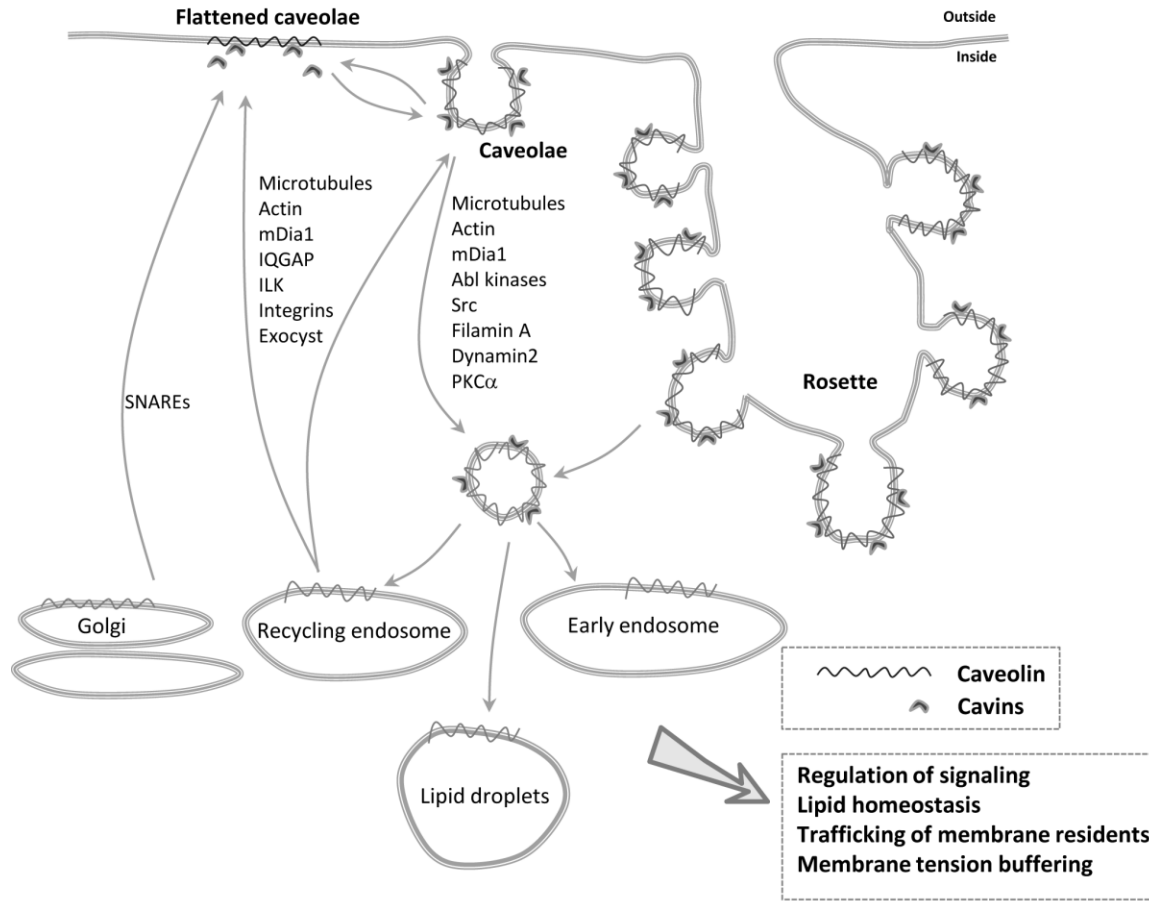 Flattened caveolae
Outside
Inside
Caveolae
Microtubules
Actin
mDia1
IQGAP
ILK
Integrins
Exocyst
Microtubules
Actin
mDia1
Abl kinases
Src
Filamin A
Dynamin2
PKCα
Rosette
SNAREs
Golgi
Recycling endosome
Early endosome
Lipid droplets
Caveolin
Cavins
Regulation of signaling
Lipid homeostasis
Trafficking of membrane residents
Membrane tension buffering